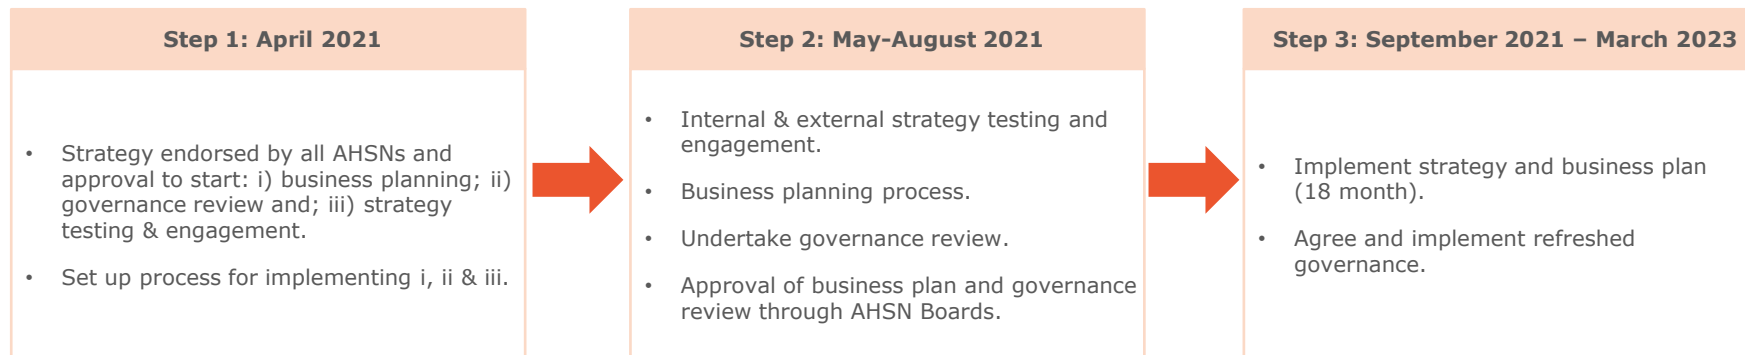 Step 1: April 2021
• Strategy endorsed by all AHSNs and
approval to start: i) business planning; ii)
governance review and; iii) strategy
testing & engagement.
• Set up process for implementing i, ii & iii.
Step 2: May-August 2021
• Internal & external strategy testing and
engagement.
• Business planning process.
• Undertake governance review.
• Approval of business plan and governance
review through AHSN Boards.
Step 3: September 2021 – March 2023
• Implement strategy and business plan
(18 month).
• Agree and implement refreshed
governance.